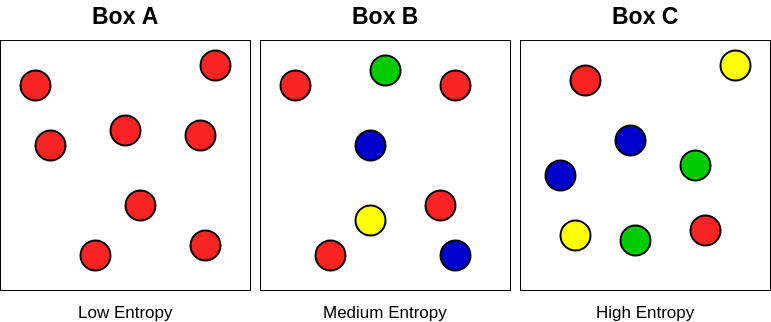 Box A
Box B
Box C
Low Entropy
Medium Entropy
High Entropy